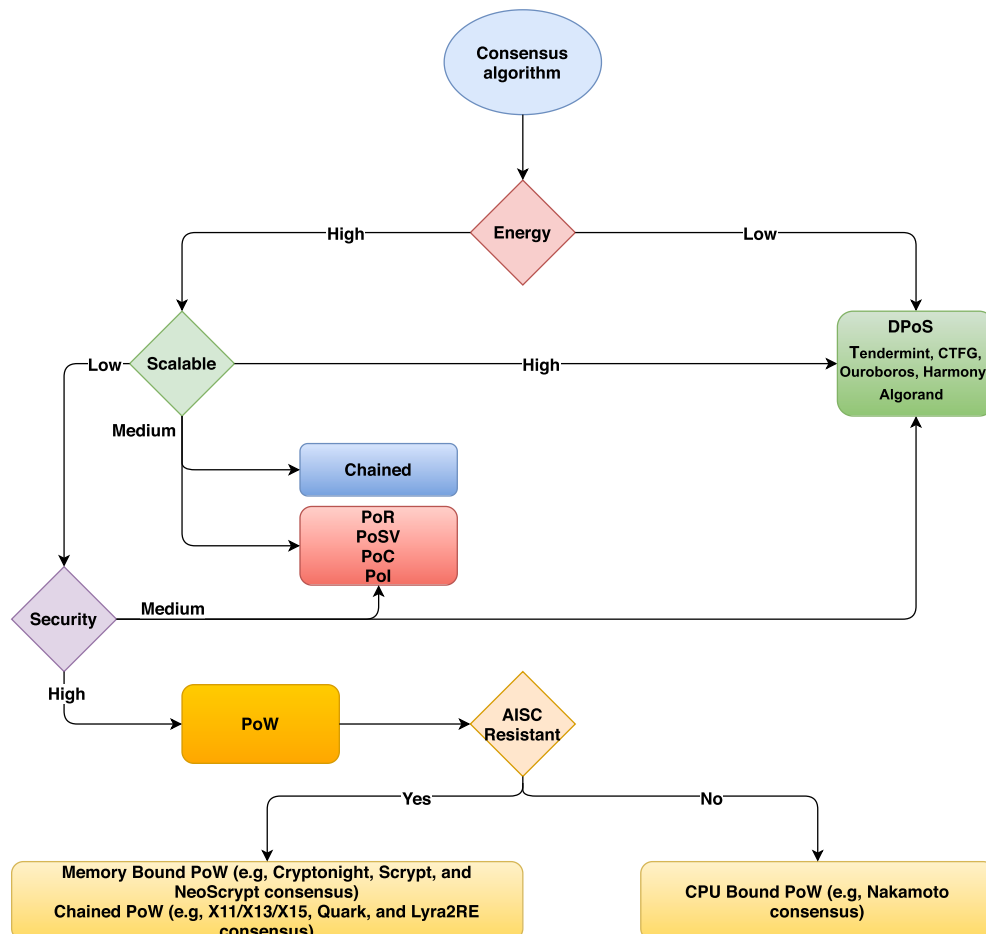 Consensus
algorithm
Energy
High
Low
Scalable
Low
High
DPoS
Tendermint, CTFG,
Ouroboros, Harmony
Algorand
Medium
Chained
PoR
PoSV
PoC
PoI
Security
Medium
High
PoW
AISC
Resistant
Yes
No
Memory Bound PoW (e.g, Cryptonight, Scrypt, and
NeoScrypt consensus)
Chained PoW (e.g, X11/X13/X15, Quark, and Lyra2RE
consensus)
CPU Bound PoW (e.g, Nakamoto
consensus)